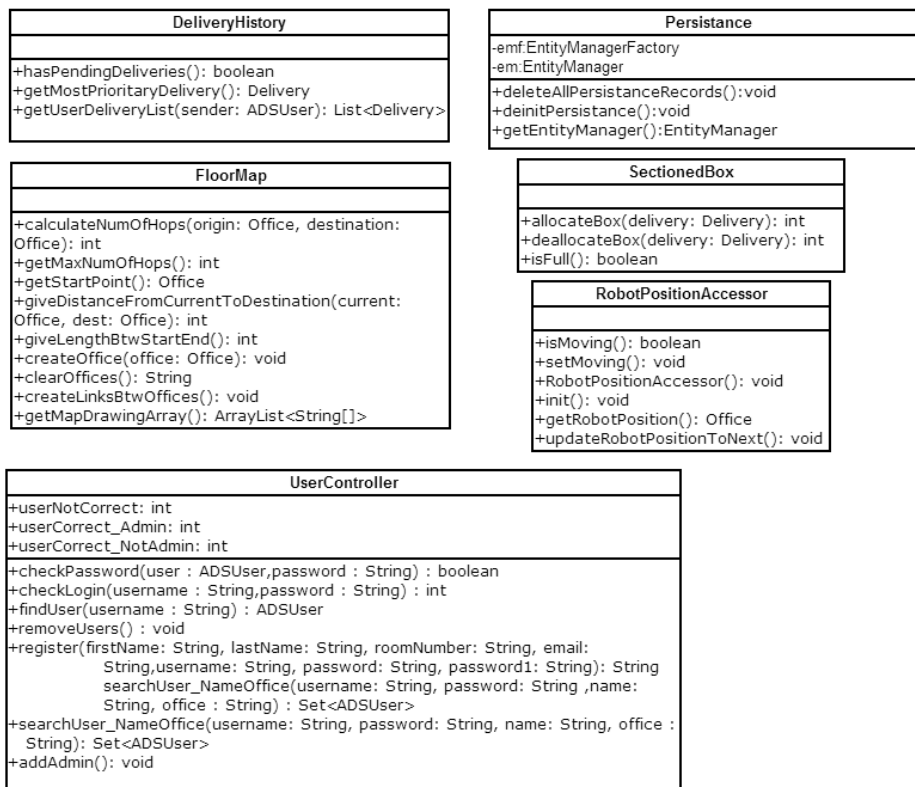 DeliveryHistory
+hasPendingDeliveries(): boolean
+getMostPrioritaryDelivery(): Delivery
+getUserDeliveryList(sender: ADSUser): List<Delivery>
Persistance
-emf:EntityManagerFactory
-em:EntityManager
+deleteAllPersistanceRecords():void
+deinitPersistance():void
+getEntityManager():EntityManager
FloorMap
+calculateNumOfHops(origin: Office, destination:
Office): int
+getMaxNumOfHops(): int
+getStartPoint(): Office
+giveDistanceFromCurrentToDestination(current:
Office, dest: Office): int
+giveLengthBtwStartEnd(): int
+createOffice(office: Office): void
+clearOffices(): String
+createLinksBtwOffices(): void
+getMapDrawingArray(): ArrayList<String[]>
SectionedBox
+allocateBox(delivery: Delivery): int
+deallocateBox(delivery: Delivery): int
+isFull(): boolean
RobotPositionAccessor
+isMoving(): boolean
+setMoving(): void
+RobotPositionAccessor(): void
+init(): void
+getRobotPosition(): Office
+updateRobotPositionToNext(): void
UserController
+userNotCorrect: int
+userCorrect_Admin: int
+userCorrect_NotAdmin: int
+checkPassword(user : ADSUser,password : String) : boolean
+checkLogin(username : String,password : String) : int
+findUser(username : String) : ADSUser
+removeUsers() : void
+register(firstName: String, lastName: String, roomNumber: String, email:
String,username: String, password: String, password1: String): String
searchUser_NameOffice(username: String, password: String ,name:
String, office : String) : Set<ADSUser>
+searchUser_NameOffice(username: String, password: String, name: String, office :
String): Set<ADSUser>
+addAdmin(): void